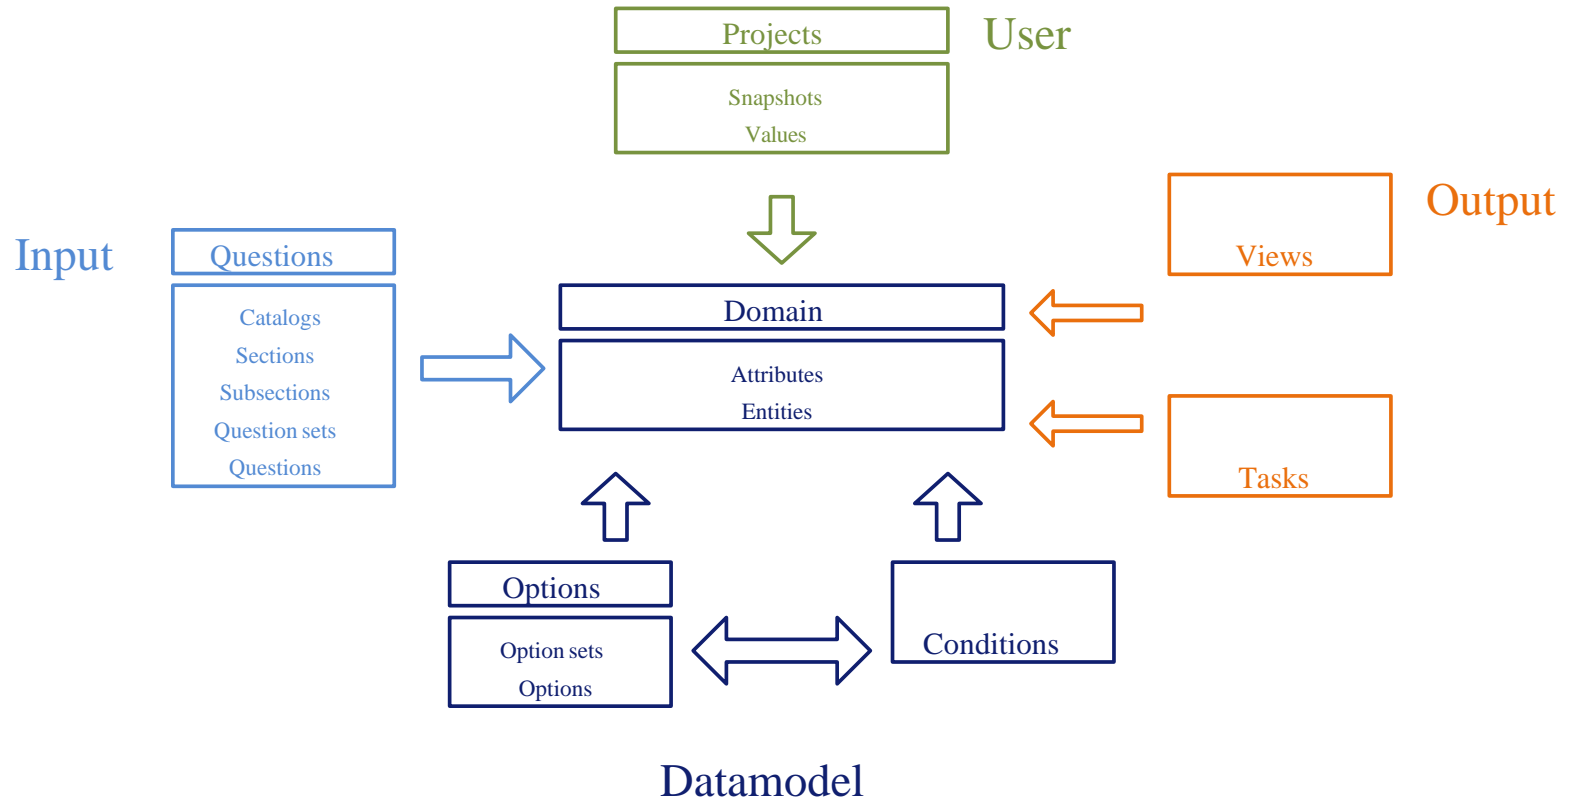 Projects
User
Snapshots
Values
Input
Questions
Catalogs
Sections
Subsections
Question sets
Questions
Domain
Attributes
Entities
Output
Views
Tasks
Options
Option sets
Options
Conditions
Datamodel